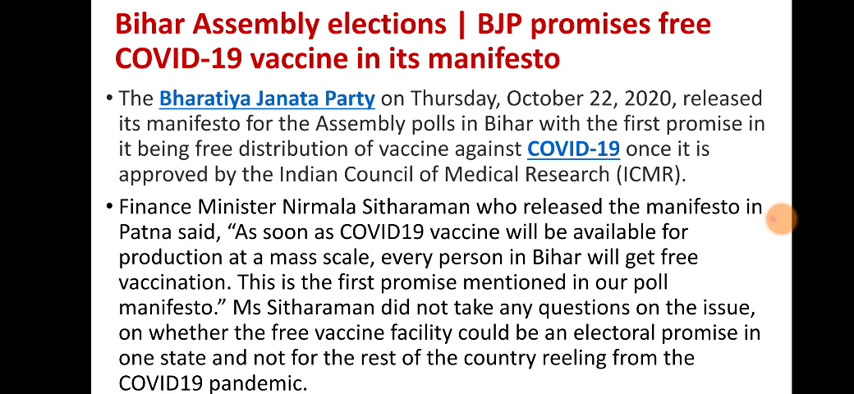 Bihar Assembly elections | BJP promises free
COVID-19 vaccine in its manifesto
• The Bharatiya Janata Party on Thursday, October 22, 2020, released
its manifesto for the Assembly polls in Bihar with the first promise in
it being free distribution of vaccine against COVID-19 once it is
approved by the Indian Council of Medical Research (ICMR).
• Finance Minister Nirmala Sitharaman who released the manifesto in
Patna said, “As soon as COVID19 vaccine will be available for
production at a mass scale, every person in Bihar will get free
vaccination. This is the first promise mentioned in our poll
manifesto.” Ms Sitharaman did not take any questions on the issue,
on whether the free vaccine facility could be an electoral promise in
one state and not for the rest of the country reeling from the
COVID19 pandemic.